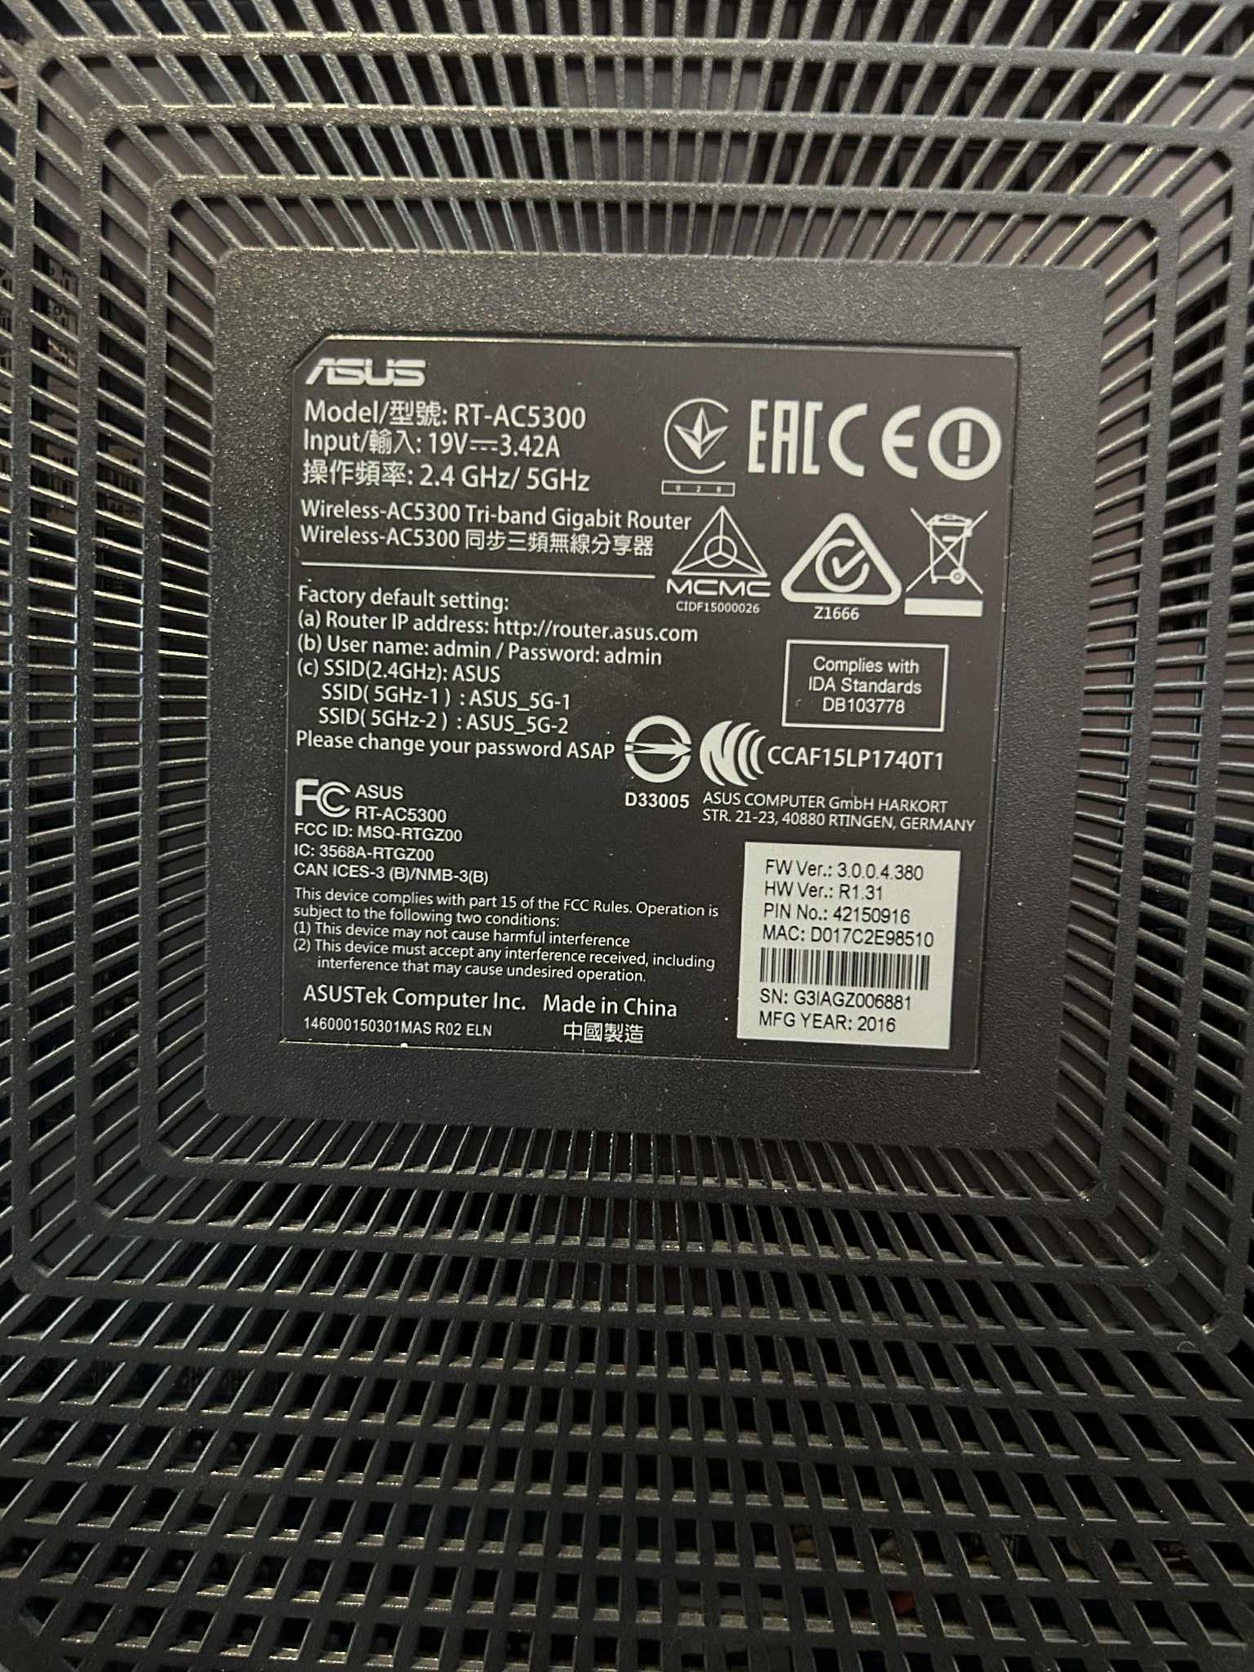 ASUS
Model/型號: RT-AC5300
Input/輸入: 19V⎓3.42A
操作頻率: 2.4 GHz/ 5GHz
Wireless-AC5300 Tri-band Gigabit Router
Wireless-AC5300 同步三頻無線分享器
Factory default setting:
(a) Router IP address: http://router.asus.com
(b) User name: admin / Password: admin
(c) SSID(2.4GHz): ASUS
SSID( 5GHz-1 ) : ASUS_5G-1
SSID( 5GHz-2 ) : ASUS_5G-2
Please change your password ASAP
FC ASUS
RT-AC5300
FCC ID: MSQ-RTGZ00
IC: 3568A-RTGZ00
CAN ICES-3 (B)/NMB-3(B)
This device complies with part 15 of the FCC Rules. Operation is
subject to the following two conditions:
(1) This device may not cause harmful interference
(2) This device must accept any interference received, including
interference that may cause undesired operation.
ASUSTek Computer Inc. Made in China
146000150301MAS R02 ELN 中國製造
028
EAC CE
MCMC
CIDF15000026
Z1666
Complies with
IDA Standards
DB103778
D33005
CCAF15LP1740T1
ASUS COMPUTER GmbH HARKORT
STR. 21-23, 40880 RTINGEN, GERMANY
FW Ver.: 3.0.0.4.380
HW Ver.: R1.31
PIN No.: 42150916
MAC: D017C2E98510
SN: G3IAGZ006881
MFG YEAR: 2016